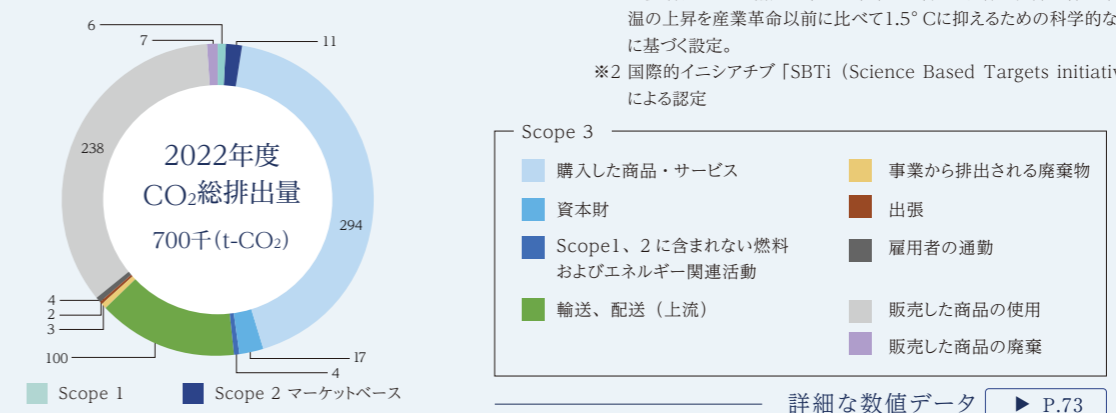 温の上昇を産業革命以前に比べて1.5°Cに抑えるための科学的な
に基づく設定。
※2 国際的イニシアチブ「SBTi（Science Based Targets initiativ
による認定
6
7
11
238
2022年度
CO₂総排出量
700千(t-CO₂)
294
4
2
3
100
17
4
Scope 1
Scope 2 マーケットベース
Scope 3
購入した商品・サービス
資本財
Scope1、2に含まれない燃料
およびエネルギー関連活動
輸送、配送（上流）
事業から排出される廃棄物
出張
雇用者の通勤
販売した商品の使用
販売した商品の廃棄
詳細な数値データ ▶ P.73